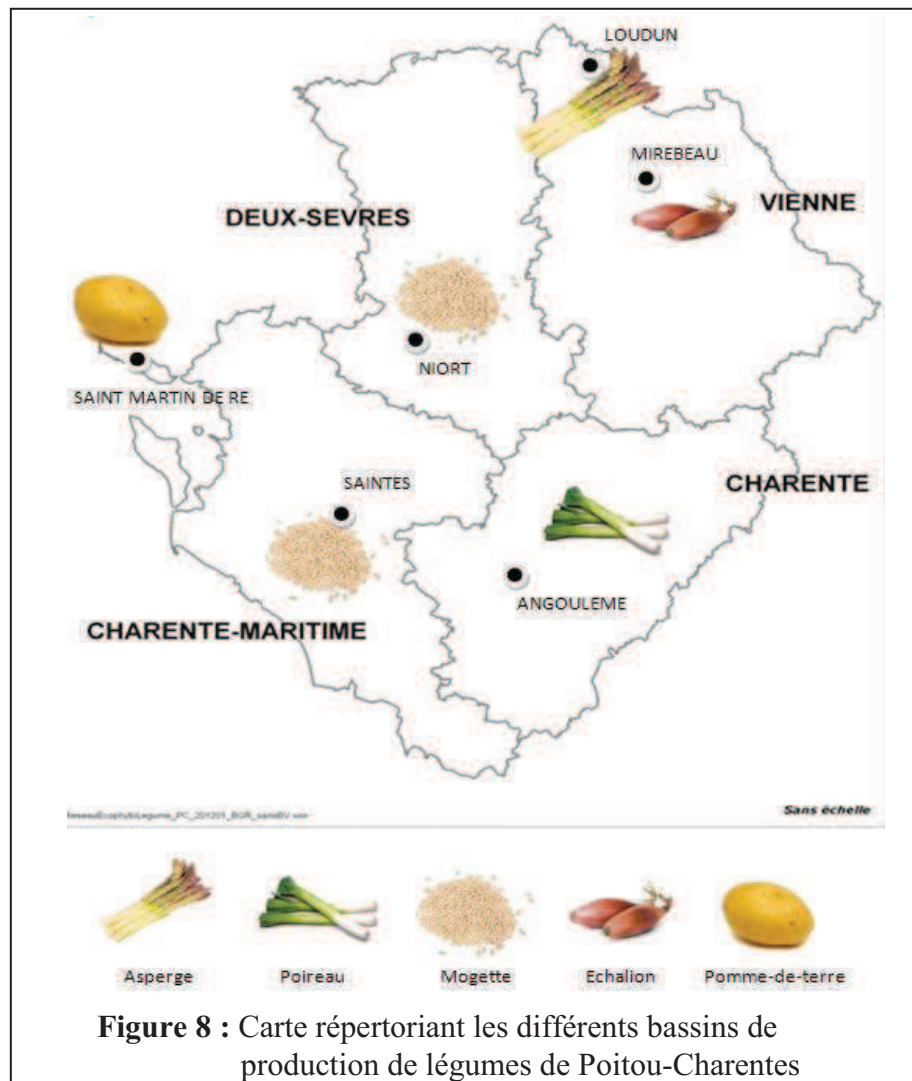 LOUDUN
MIREBEAU
VIENNE
DEUX-SEVRES
NIORT
SAINT MARTIN DE RE
SAINTES
CHARENTE
ANGOULEME
CHARENTE-MARITIME
Sans échelle
Asperge Poireau Mogette Echalion Pomme-de-terre
Figure 8 : Carte répertoriant les différents bassins de
production de légumes de Poitou-Charentes